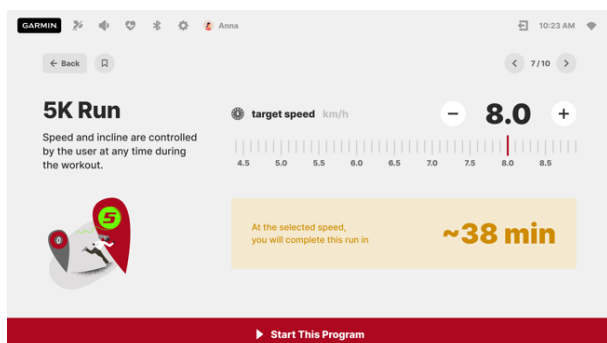 GARMIN
Anna
10:23 AM
← Back
7/10
5K Run
Speed and incline are controlled
by the user at any time during
the workout.
target speed km/h
− 8.0 +
4.5 5.0 5.5 6.0 6.5 7.0 7.5 8.0 8.5
0
5
At the selected speed,
you will complete this run in
~38 min
Start This Program